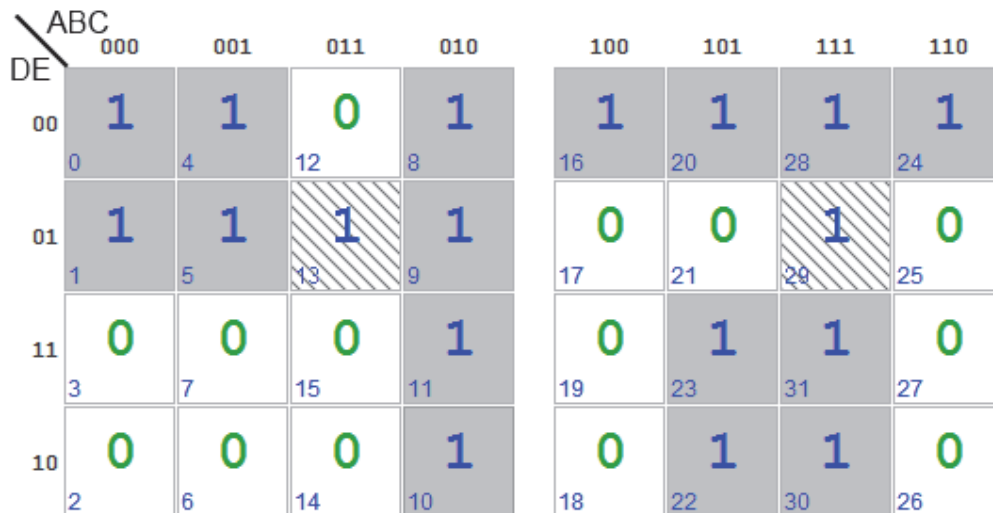 ABC
000 001 011 010 100 101 111 110
DE
00 1 1 0 1 1 1 1 1
0 4 12 8 16 20 28 24
01 1 1 1 1 0 0 1 0
1 5 13 9 17 21 29 25
11 0 0 0 1 0 1 1 0
3 7 15 11 19 23 31 27
10 0 0 0 1 0 1 1 0
2 6 14 10 18 22 30 26